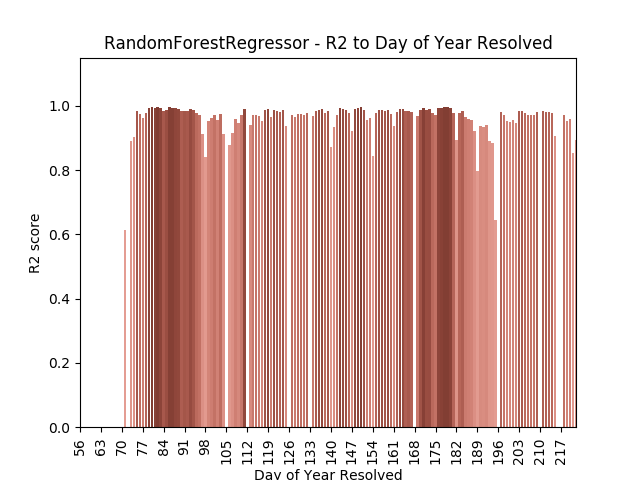 RandomForestRegressor - R2 to Day of Year Resolved
R2 score
1.0
0.8
0.6
0.4
0.2
0.0
56 63 70 77 84 91 98 105 112 119 126 133 140 147 154 161 168 175 182 189 196 203 210 217
Day of Year Resolved